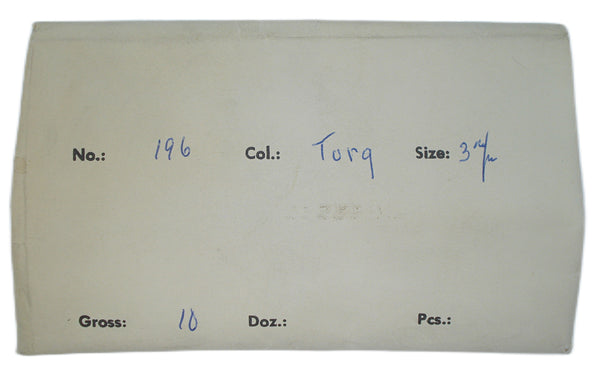 No.: 196 Col.: Torq Size: 3 m/m
Gross: 10 Doz.: Pcs.: